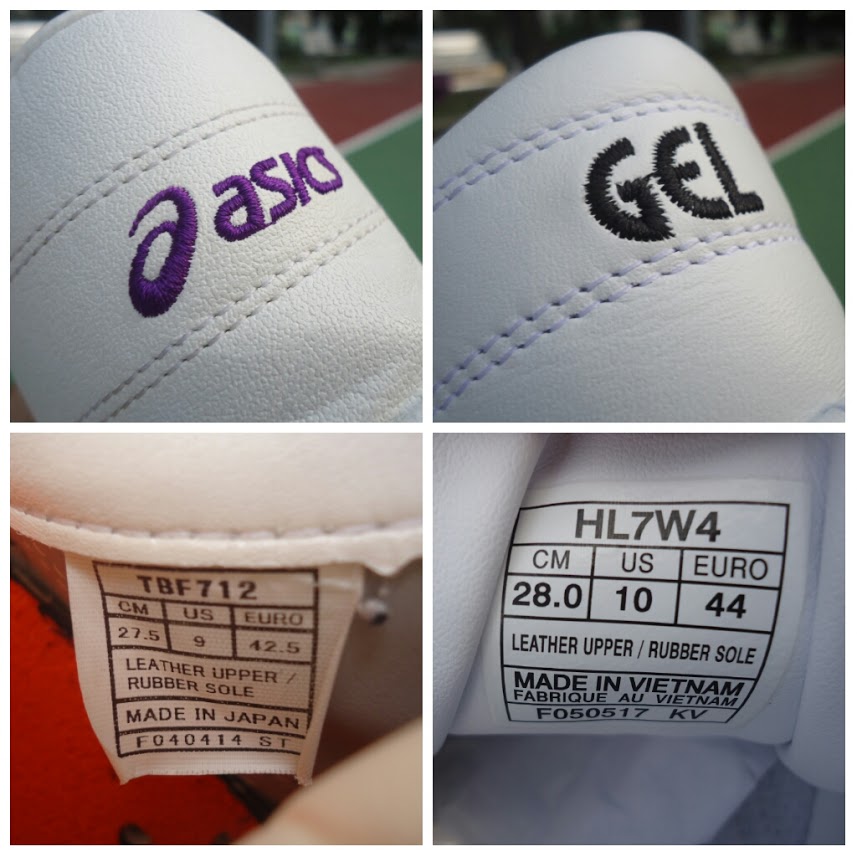 asics
GEL
TBF712
CM US EURO
27.5 9 42.5
LEATHER UPPER /
RUBBER SOLE
MADE IN JAPAN
F040414 ST
HL7W4
CM US EURO
28.0 10 44
LEATHER UPPER / RUBBER SOLE
MADE IN VIETNAM
FABRIQUE AU VIETNAM
F050517 KV